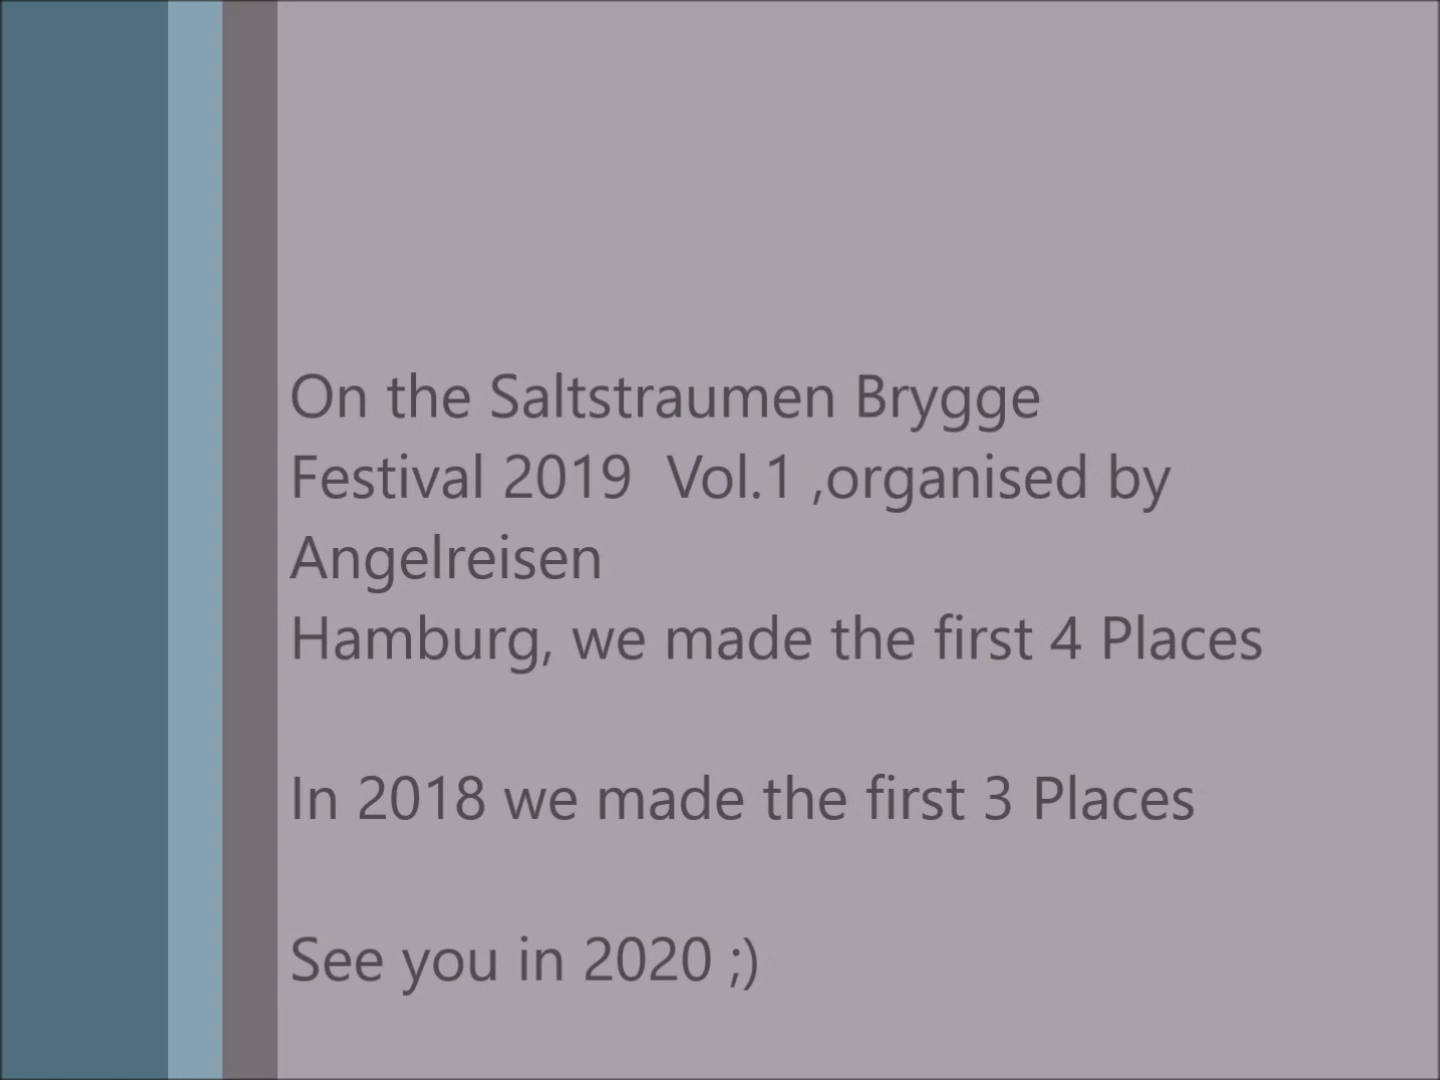 On the Saltstraumen Brygge
Festival 2019  Vol.1 ,organised by
Angelreisen
Hamburg, we made the first 4 Places
In 2018 we made the first 3 Places
See you in 2020 ;)